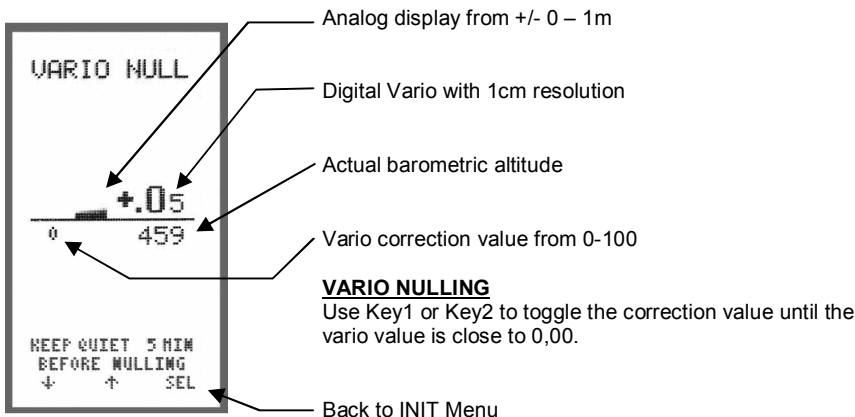 Analog display from +/- 0 – 1m
VARIO NULL
Digital Vario with 1cm resolution
Actual barometric altitude
+.05
0 459
Vario correction value from 0-100
VARIO NULLING
Use Key1 or Key2 to toggle the correction value until the
vario value is close to 0,00.
KEEP QUIET 5 MIN
BEFORE NULLING
↓ ↑ SEL
Back to INIT Menu